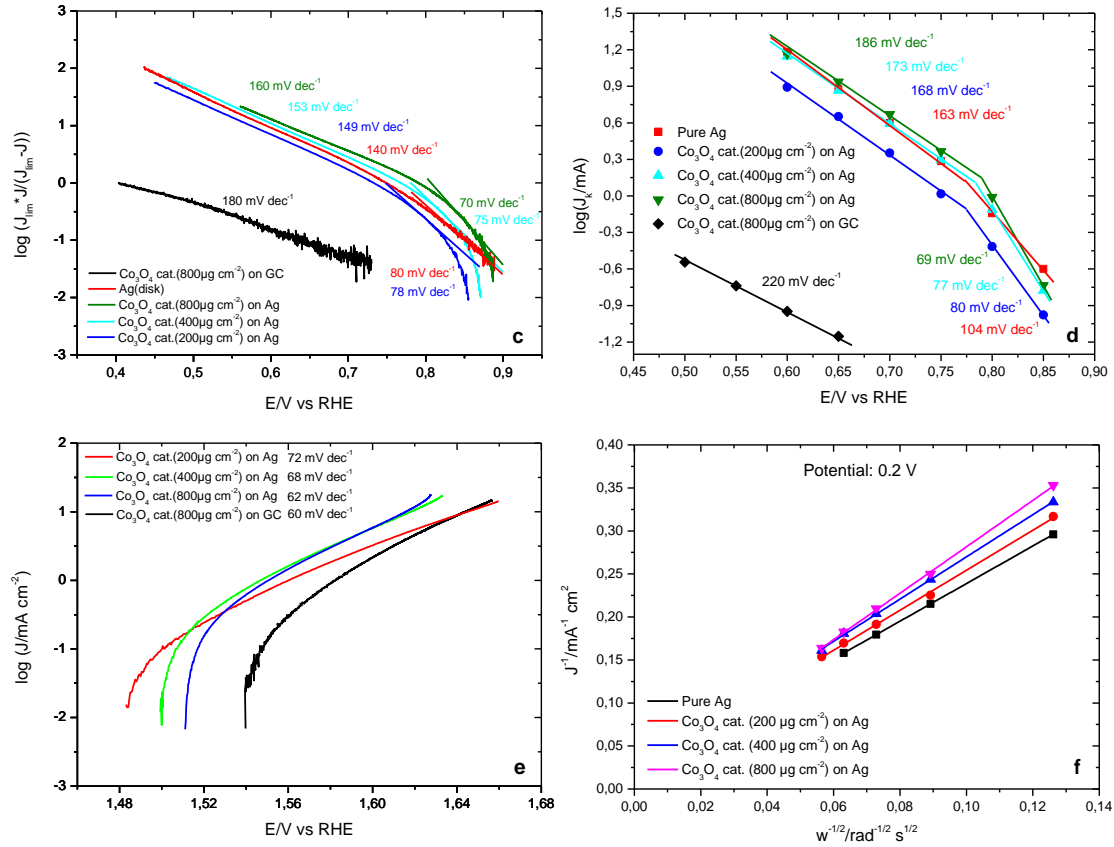 2
1
0
-1
-2
-3
0,4 0,5 0,6 0,7 0,8 0,9
log (J_lim* J/(J_lim-J))
E/V vs RHE
160 mV dec⁻¹
153 mV dec⁻¹
149 mV dec⁻¹
140 mV dec⁻¹
180 mV dec⁻¹
70 mV dec⁻¹
75 mV dec⁻¹
80 mV dec⁻¹
78 mV dec⁻¹
Co₃O₄ cat.(800µg cm⁻²) on GC
Ag(disk)
Co₃O₄ cat.(800µg cm⁻²) on Ag
Co₃O₄ cat.(400µg cm⁻²) on Ag
Co₃O₄ cat.(200µg cm⁻²) on Ag
c
1,5
1,2
0,9
0,6
0,3
0,0
-0,3
-0,6
-0,9
-1,2
0,45 0,50 0,55 0,60 0,65 0,70 0,75 0,80 0,85 0,90
log(J_k/mA)
E/V vs RHE
186 mV dec⁻¹
173 mV dec⁻¹
168 mV dec⁻¹
163 mV dec⁻¹
Pure Ag
Co₃O₄ cat.(200µg cm⁻²) on Ag
Co₃O₄ cat.(400µg cm⁻²) on Ag
Co₃O₄ cat.(800µg cm⁻²) on Ag
Co₃O₄ cat.(800µg cm⁻²) on GC
220 mV dec⁻¹
69 mV dec⁻¹
77 mV dec⁻¹
80 mV dec⁻¹
104 mV dec⁻¹
d
2
1
0
-1
-2
-3
1,48 1,52 1,56 1,60 1,64 1,68
log (J/mA cm⁻²)
E/V vs RHE
Co₃O₄ cat.(200µg cm⁻²) on Ag 72 mV dec⁻¹
Co₃O₄ cat.(400µg cm⁻²) on Ag 68 mV dec⁻¹
Co₃O₄ cat.(800µg cm⁻²) on Ag 62 mV dec⁻¹
Co₃O₄ cat.(800µg cm⁻²) on GC 60 mV dec⁻¹
e
0,40
0,35
0,30
0,25
0,20
0,15
0,10
0,05
0,00
0,00 0,02 0,04 0,06 0,08 0,10 0,12 0,14
J⁻¹/mA⁻¹ cm²
w⁻¹/²/rad⁻¹/² s¹/²
Potential: 0.2 V
Pure Ag
Co₃O₄ cat. (200 µg cm⁻²) on Ag
Co₃O₄ cat. (400 µg cm⁻²) on Ag
Co₃O₄ cat. (800 µg cm⁻²) on Ag
f